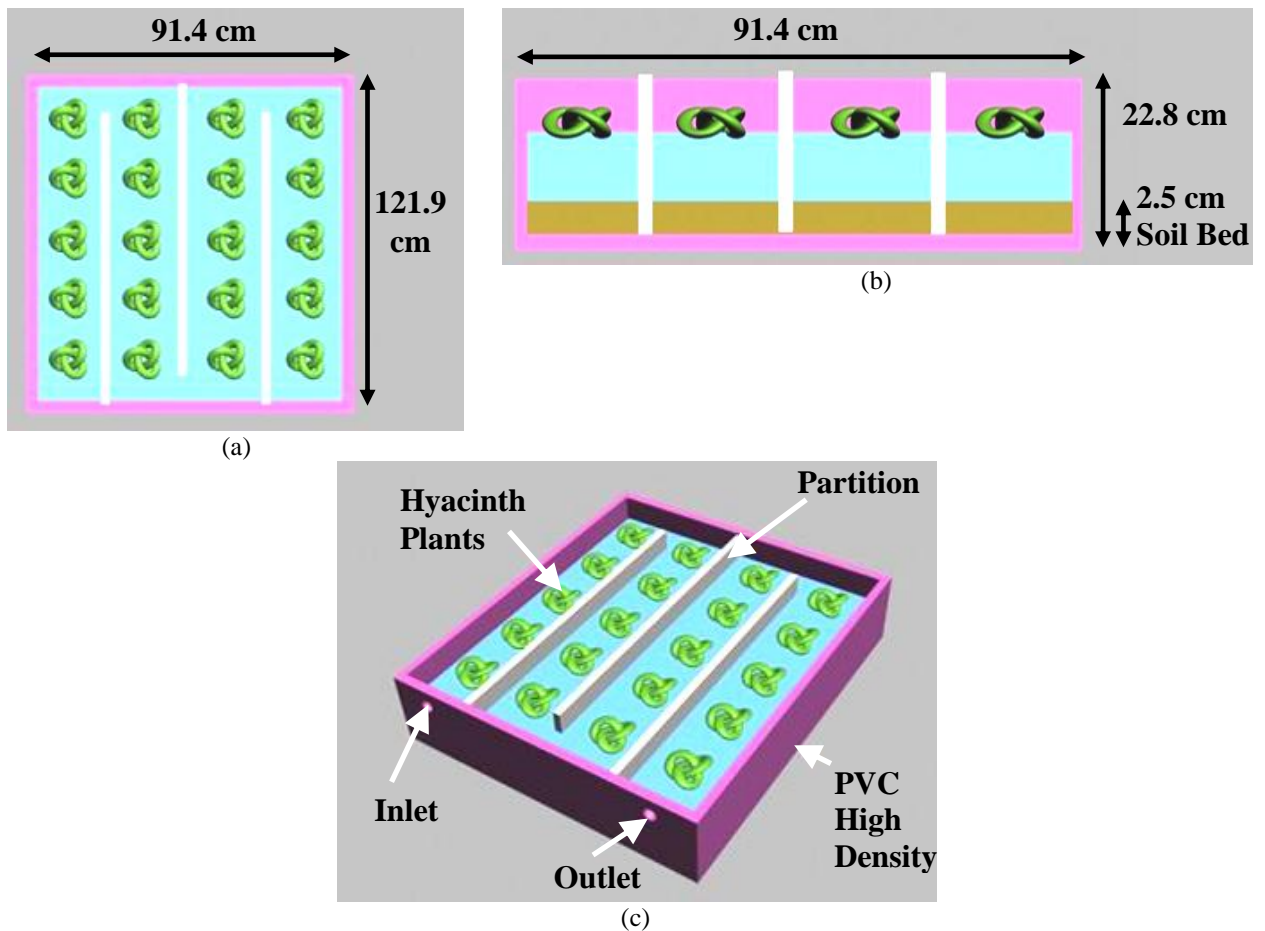 91.4 cm
121.9
cm
(a)
91.4 cm
22.8 cm
2.5 cm
Soil Bed
(b)
Hyacinth
Plants
Partition
Inlet
Outlet
PVC
High
Density
(c)